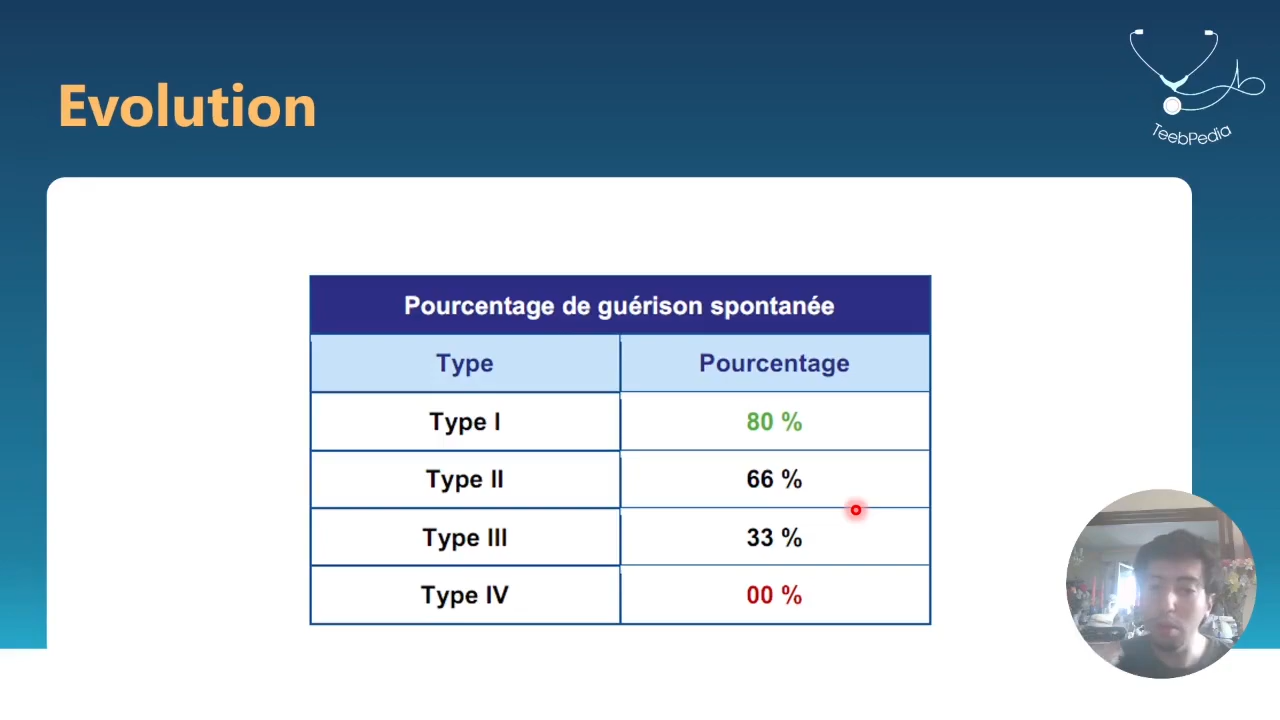 TeebPedia
Evolution
Pourcentage de guérison spontanée
Type Pourcentage
Type I 80 %
Type II 66 %
Type III 33 %
Type IV 00 %